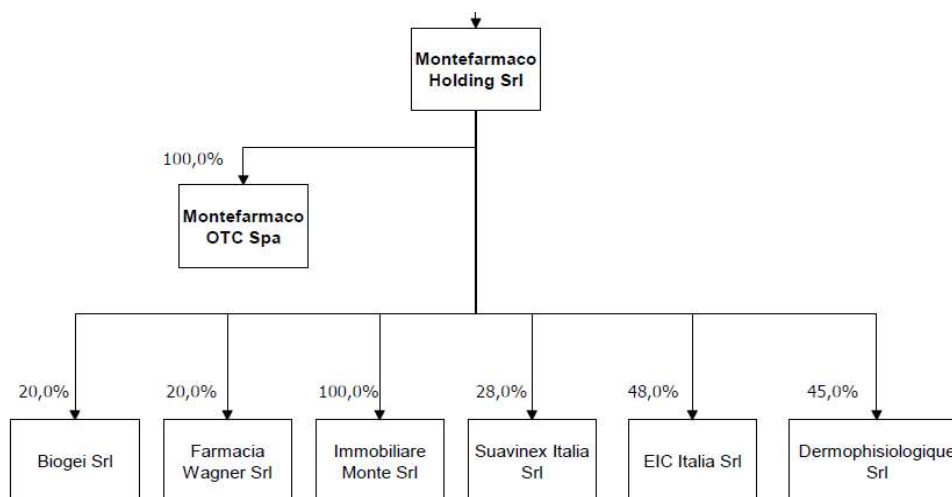 Montefarmaco
Holding Srl
100,0%
Montefarmaco
OTC Spa
20,0%
20,0%
100,0%
28,0%
48,0%
45,0%
Biogei Srl
Farmacia
Wagner Srl
Immobiliare
Monte Srl
Suavinex Italia
Srl
EIC Italia Srl
Dermophisiologique
Srl